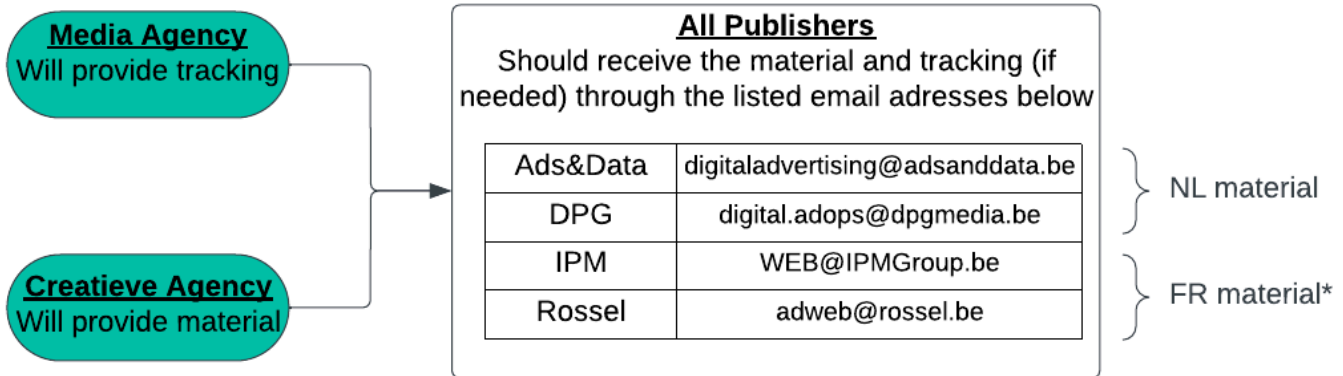 Media Agency
Will provide tracking
Creatieve Agency
Will provide material
All Publishers
Should receive the material and tracking (if
needed) through the listed email adresses below
Ads&Data digitaladvertising@adsanddata.be
DPG digital.adops@dpgmedia.be
IPM WEB@IPMGroup.be
Rossel adweb@rossel.be
NL material
FR material*